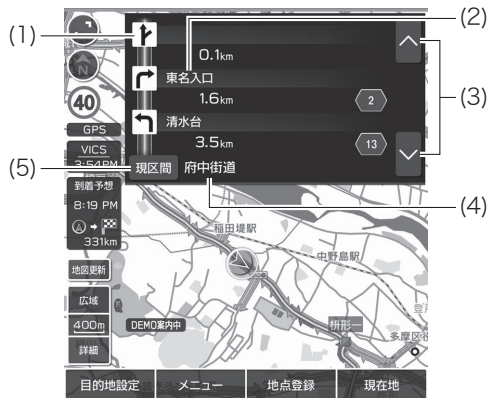 (1)
(2)
0.1km
東名入口
1.6km
2
(3)
清水台
3.5km
13
(5)
現区間
府中街道
(4)
N
40
GPS
VICS
3:54PM
到着予想
8:19 PM
331km
地図更新
広域
400m
詳細
稲田堤駅
中野島駅
DEMO案内中
枡形一
多摩区役
目的地設定
メニュー
地点登録
現在地